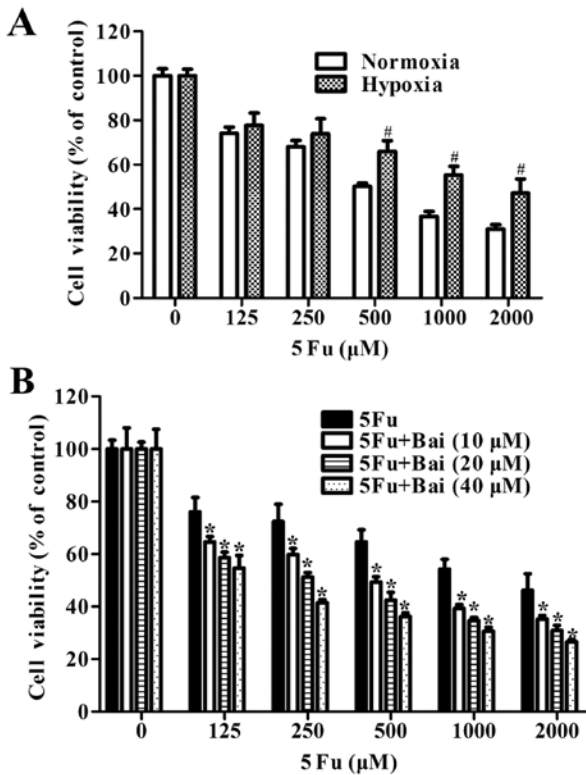 A
Cell viability (% of control)
120
100
80
60
40
20
0
Normoxia
Hypoxia
#
#
#
0 125 250 500 1000 2000
5 Fu (μM)
B
Cell viability (% of control)
120
100
80
60
40
20
0
5Fu
5Fu+Bai (10 μM)
5Fu+Bai (20 μM)
5Fu+Bai (40 μM)
* * *
* * *
* * *
* * *
* * *
0 125 250 500 1000 2000
5 Fu (μM)